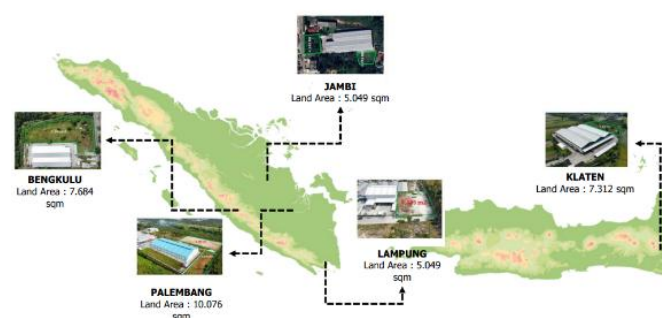 JAMBI
Land Area : 5.049 sqm
BENGKULU
Land Area : 7.684
sqm
KLATEN
Land Area : 7.312 sqm
LAMPUNG
Land Area : 5.049
sqm
PALEMBANG
Land Area : 10.076
sqm